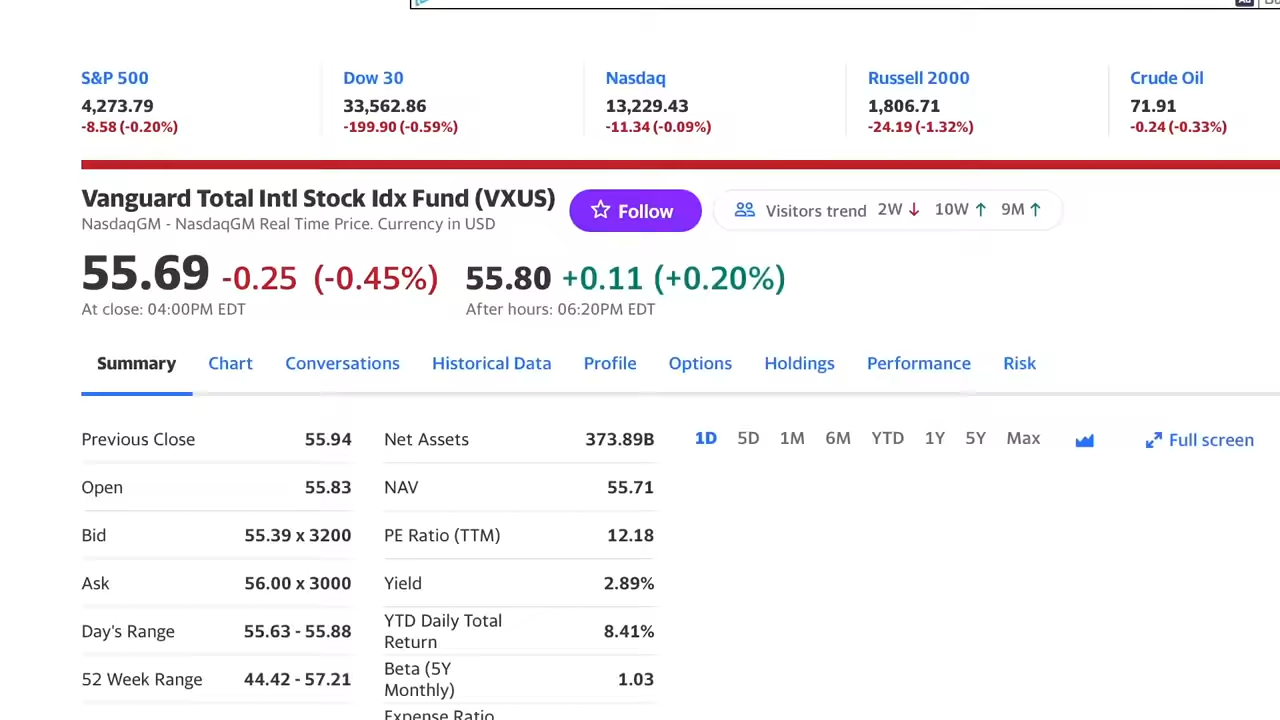 S&P 500 Dow 30 Nasdaq Russell 2000 Crude Oil
4,273.79 33,562.86 13,229.43 1,806.71 71.91
-8.58 (-0.20%) -199.90 (-0.59%) -11.34 (-0.09%) -24.19 (-1.32%) -0.24 (-0.33%)
Vanguard Total Intl Stock Idx Fund (VXUS) Follow Visitors trend 2W 10W 9M
NasdaqGM - NasdaqGM Real Time Price. Currency in USD
55.69 -0.25 (-0.45%) 55.80 +0.11 (+0.20%)
At close: 04:00PM EDT After hours: 06:20PM EDT
Summary Chart Conversations Historical Data Profile Options Holdings Performance Risk
Previous Close 55.94 Net Assets 373.89B 1D 5D 1M 6M YTD 1Y 5Y Max Full screen
Open 55.83 NAV 55.71
Bid 55.39 x 3200 PE Ratio (TTM) 12.18
Ask 56.00 x 3000 Yield 2.89%
Day's Range 55.63 - 55.88 YTD Daily Total Return 8.41%
52 Week Range 44.42 - 57.21 Beta (5Y Monthly) 1.03
Expense Ratio